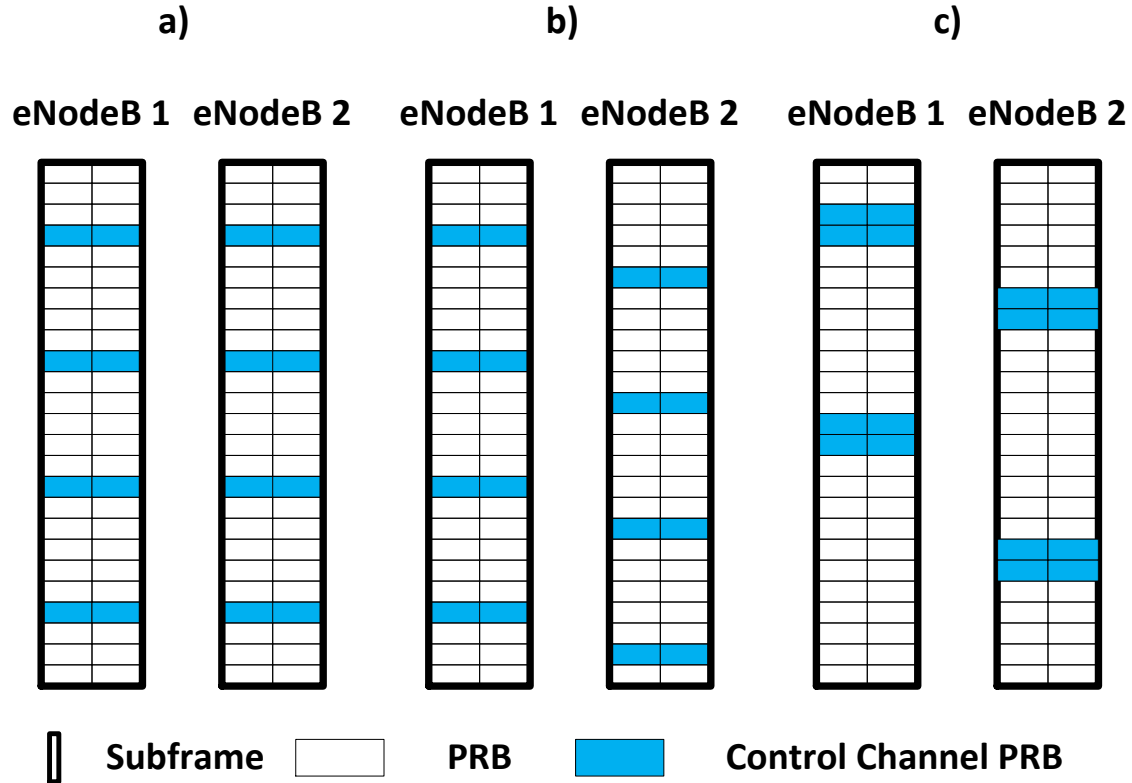 a) b) c)
eNodeB 1 eNodeB 2 eNodeB 1 eNodeB 2 eNodeB 1 eNodeB 2
Subframe PRB Control Channel PRB